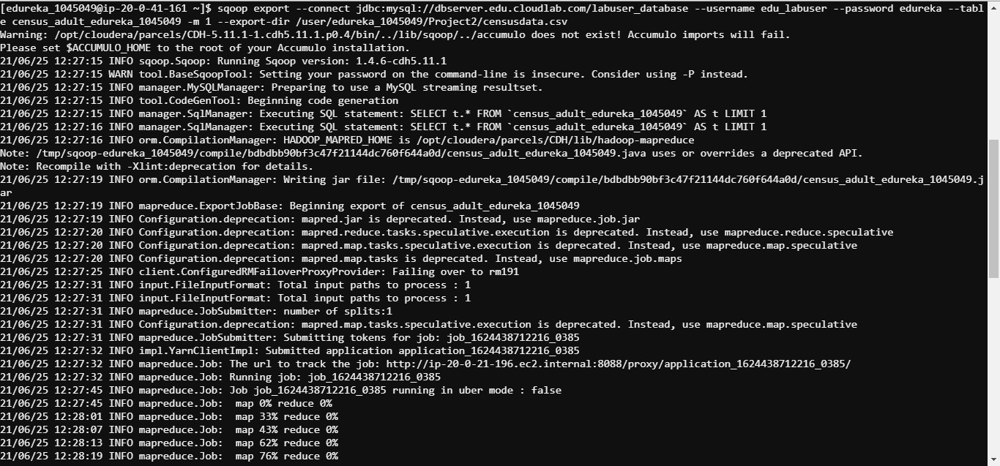 [edureka_1045049@ip-20-0-41-161 ~]$ sqoop export --connect jdbc:mysql://dbserver.edu.cloudlab.com/labuser_database --username edu_labuser --password edureka --tabl
e census_adult_edureka_1045049 -m 1 --export-dir /user/edureka_1045049/Project2/censusdata.csv
Warning: /opt/cloudera/parcels/CDH-5.11.1-1.cdh5.11.1.p0.4/bin/../lib/sqoop/../accumulo does not exist! Accumulo imports will fail.
Please set $ACCUMULO_HOME to the root of your Accumulo installation.
21/06/25 12:27:15 INFO sqoop.Sqoop: Running Sqoop version: 1.4.6-cdh5.11.1
21/06/25 12:27:15 WARN tool.BaseSqoopTool: Setting your password on the command-line is insecure. Consider using -P instead.
21/06/25 12:27:15 INFO manager.MySQLManager: Preparing to use a MySQL streaming resultset.
21/06/25 12:27:15 INFO tool.CodeGenTool: Beginning code generation
21/06/25 12:27:15 INFO manager.SqlManager: Executing SQL statement: SELECT t.* FROM `census_adult_edureka_1045049` AS t LIMIT 1
21/06/25 12:27:16 INFO manager.SqlManager: Executing SQL statement: SELECT t.* FROM `census_adult_edureka_1045049` AS t LIMIT 1
21/06/25 12:27:16 INFO orm.CompilationManager: HADOOP_MAPRED_HOME is /opt/cloudera/parcels/CDH/lib/hadoop-mapreduce
Note: /tmp/sqoop-edureka_1045049/compile/bdbdbb90bf3c47f21144dc760f644a0d/census_adult_edureka_1045049.java uses or overrides a deprecated API.
Note: Recompile with -Xlint:deprecation for details.
21/06/25 12:27:19 INFO orm.CompilationManager: Writing jar file: /tmp/sqoop-edureka_1045049/compile/bdbdbb90bf3c47f21144dc760f644a0d/census_adult_edureka_1045049.j
ar
21/06/25 12:27:19 INFO mapreduce.ExportJobBase: Beginning export of census_adult_edureka_1045049
21/06/25 12:27:19 INFO Configuration.deprecation: mapred.jar is deprecated. Instead, use mapreduce.job.jar
21/06/25 12:27:20 INFO Configuration.deprecation: mapred.reduce.tasks.speculative.execution is deprecated. Instead, use mapreduce.reduce.speculative
21/06/25 12:27:20 INFO Configuration.deprecation: mapred.map.tasks.speculative.execution is deprecated. Instead, use mapreduce.map.speculative
21/06/25 12:27:20 INFO Configuration.deprecation: mapred.map.tasks is deprecated. Instead, use mapreduce.job.maps
21/06/25 12:27:25 INFO client.ConfiguredRMFailoverProxyProvider: Failing over to rm191
21/06/25 12:27:31 INFO input.FileInputFormat: Total input paths to process : 1
21/06/25 12:27:31 INFO input.FileInputFormat: Total input paths to process : 1
21/06/25 12:27:31 INFO mapreduce.JobSubmitter: number of splits:1
21/06/25 12:27:31 INFO Configuration.deprecation: mapred.map.tasks.speculative.execution is deprecated. Instead, use mapreduce.map.speculative
21/06/25 12:27:31 INFO mapreduce.JobSubmitter: Submitting tokens for job: job_1624438712216_0385
21/06/25 12:27:32 INFO impl.YarnClientImpl: Submitted application application_1624438712216_0385
21/06/25 12:27:32 INFO mapreduce.Job: The url to track the job: http://ip-20-0-21-196.ec2.internal:8088/proxy/application_1624438712216_0385/
21/06/25 12:27:32 INFO mapreduce.Job: Running job: job_1624438712216_0385
21/06/25 12:27:45 INFO mapreduce.Job: Job job_1624438712216_0385 running in uber mode : false
21/06/25 12:27:45 INFO mapreduce.Job:  map 0% reduce 0%
21/06/25 12:28:01 INFO mapreduce.Job:  map 33% reduce 0%
21/06/25 12:28:07 INFO mapreduce.Job:  map 43% reduce 0%
21/06/25 12:28:13 INFO mapreduce.Job:  map 62% reduce 0%
21/06/25 12:28:19 INFO mapreduce.Job:  map 76% reduce 0%